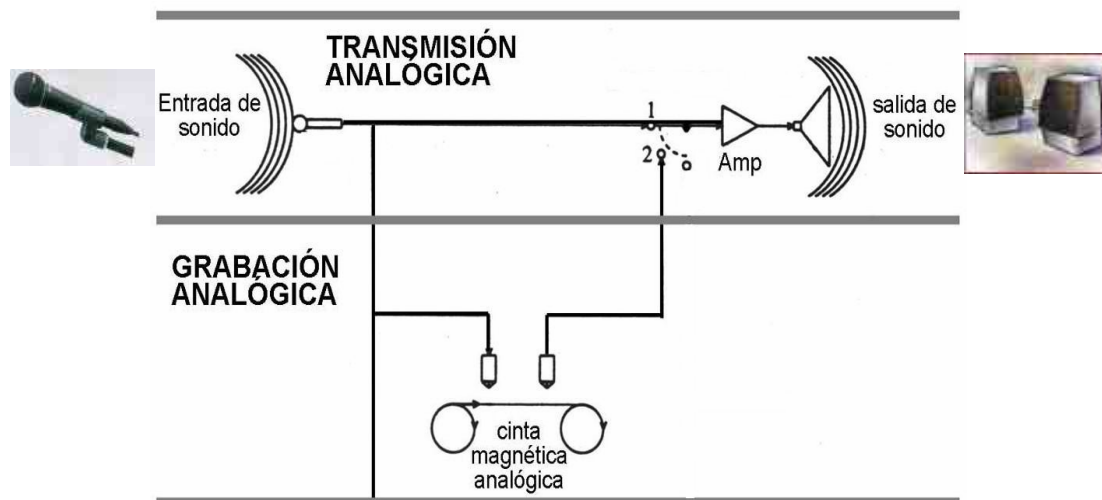 TRANSMISIÓN
ANALÓGICA
Entrada de
sonido
1
2
Amp
salida de
sonido
GRABACIÓN
ANALÓGICA
cinta
magnética
analógica